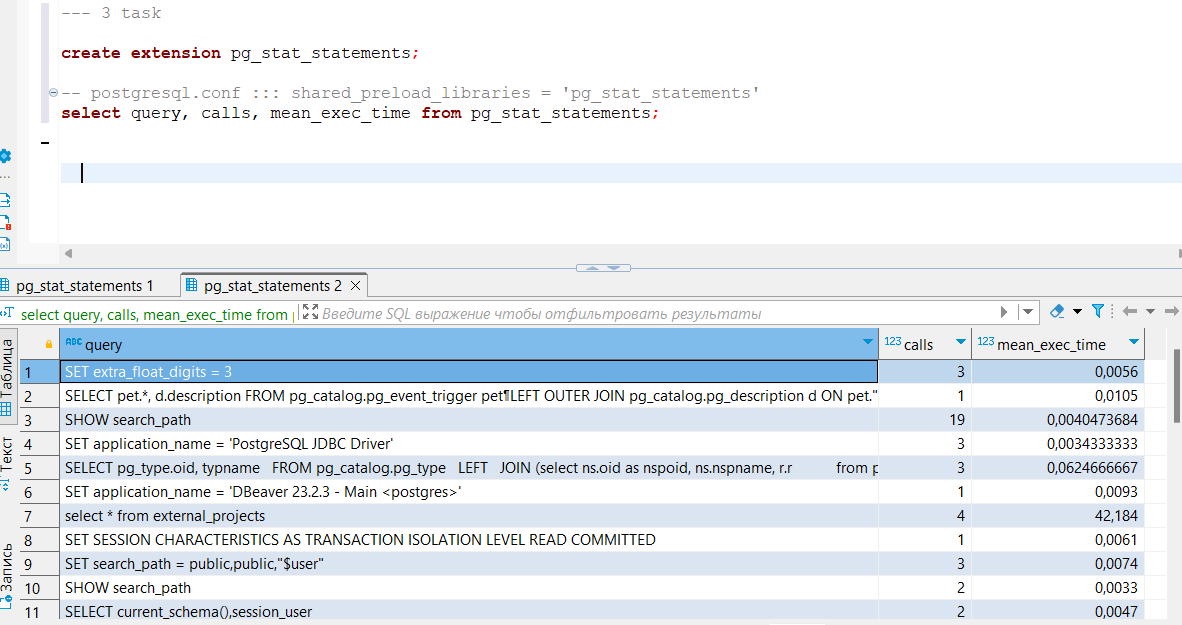 --- 3 task
create extension pg_stat_statements;
-- postgresql.conf ::: shared_preload_libraries = 'pg_stat_statements'
select query, calls, mean_exec_time from pg_stat_statements;
pg_stat_statements 1
pg_stat_statements 2
select query, calls, mean_exec_time from
Введите SQL выражение чтобы отфильтровать результаты
Таблица
Текст
Запись
ABC query 123 calls 123 mean_exec_time
1 SET extra_float_digits = 3 3 0,0056
2 SELECT pet.*, d.description FROM pg_catalog.pg_event_trigger pet¶LEFT OUTER JOIN pg_catalog.pg_description d ON pet." 1 0,0105
3 SHOW search_path 19 0,0040473684
4 SET application_name = 'PostgreSQL JDBC Driver' 3 0,0034333333
5 SELECT pg_type.oid, typname FROM pg_catalog.pg_type LEFT JOIN (select ns.oid as nspoid, ns.nspname, r.r from p 3 0,0624666667
6 SET application_name = 'DBeaver 23.2.3 - Main <postgres>' 1 0,0093
7 select * from external_projects 4 42,184
8 SET SESSION CHARACTERISTICS AS TRANSACTION ISOLATION LEVEL READ COMMITTED 1 0,0061
9 SET search_path = public,public,"$user" 3 0,0074
10 SHOW search_path 2 0,0033
11 SELECT current_schema(),session_user 2 0,0047